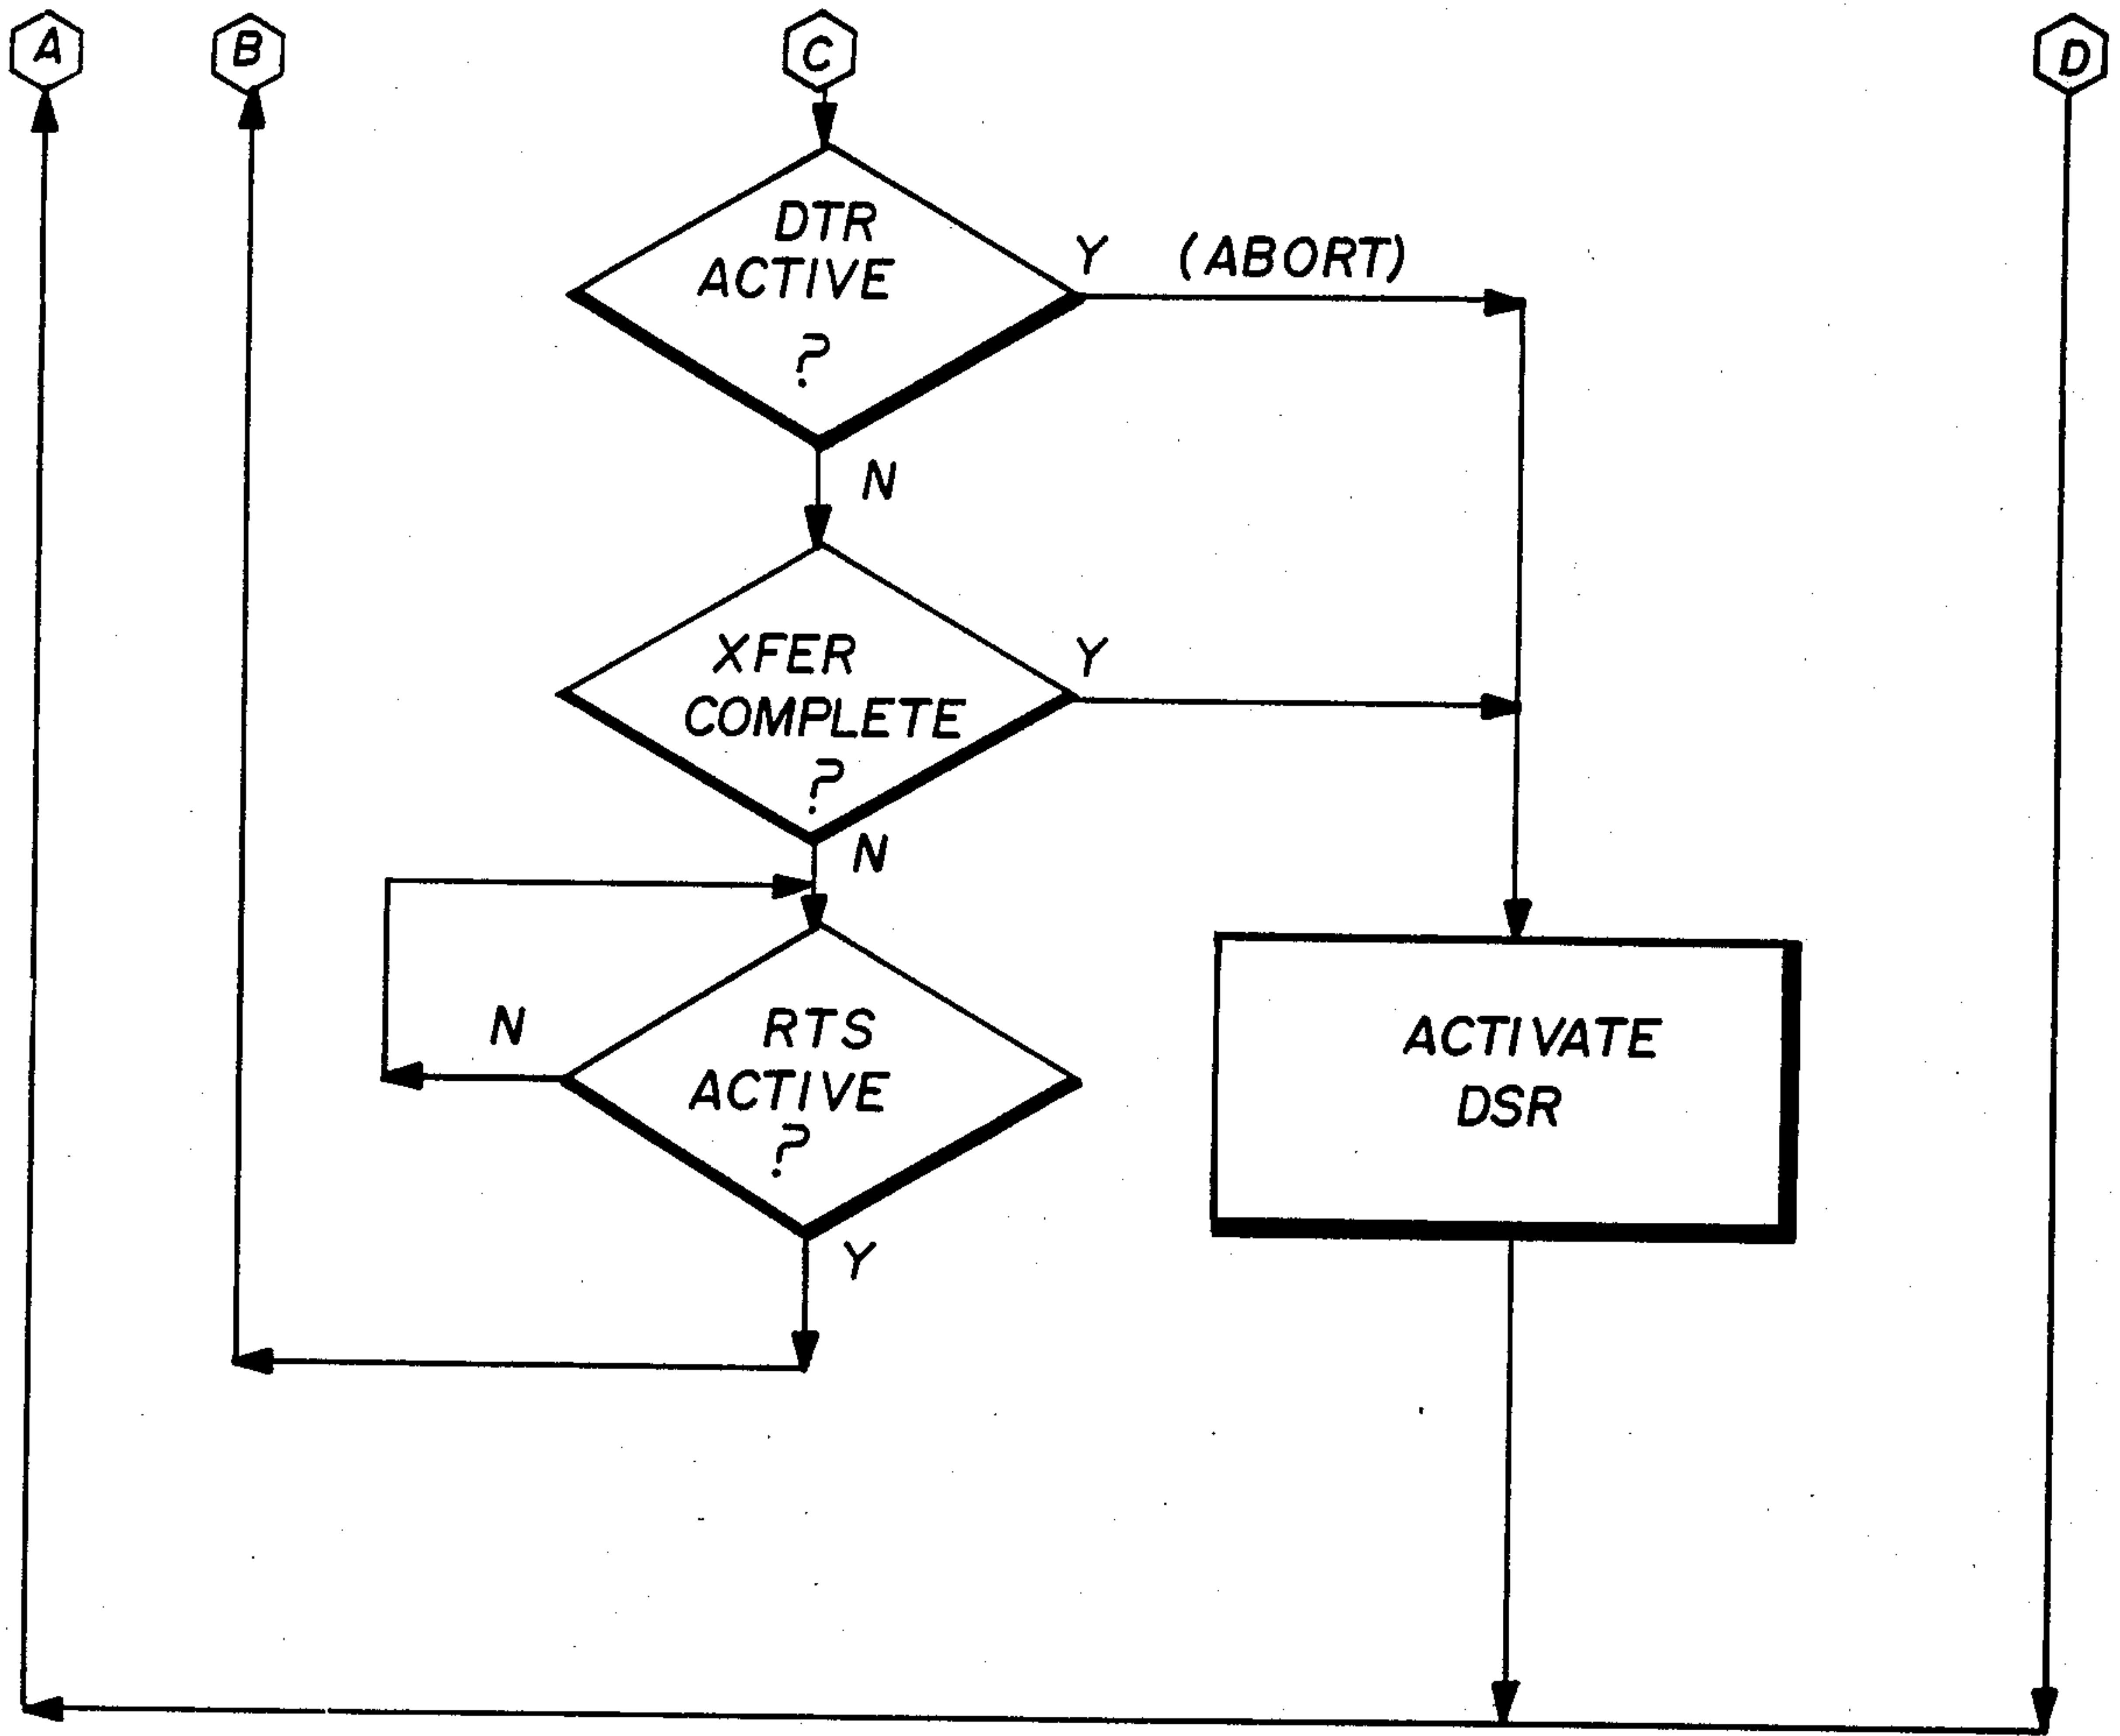 A
B
C
D
DTR
ACTIVE
?
Y (ABORT)
N
XFER
COMPLETE
?
Y
N
RTS
ACTIVE
?
N
Y
ACTIVATE
DSR